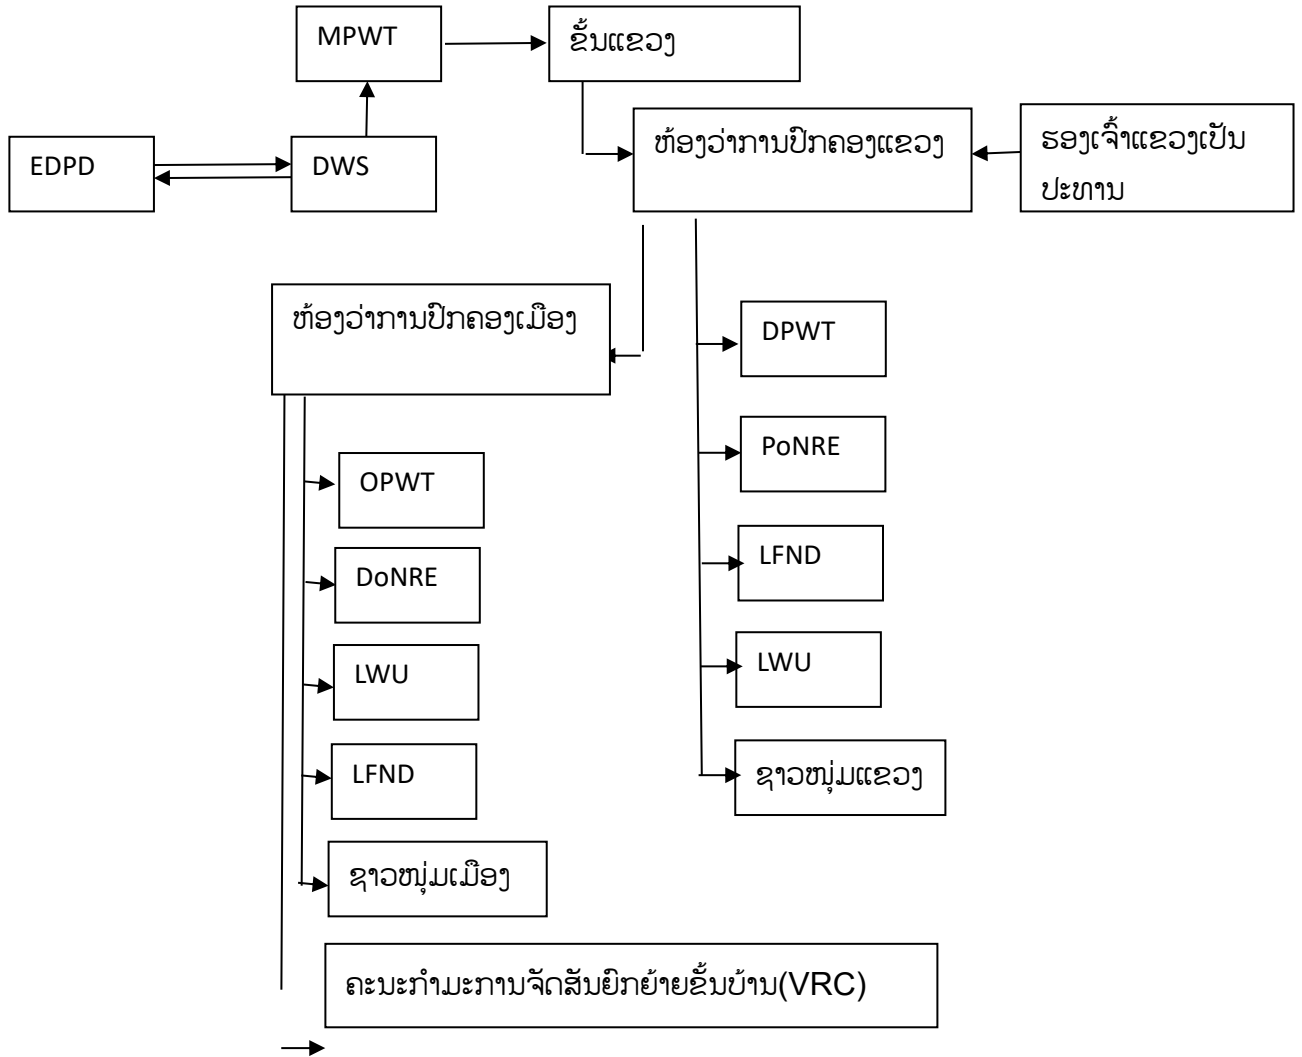 MPWT
ຂັ້ນແຂວງ
EDPD
DWS
ຫ້ອງວ່າການປົກຄອງແຂວງ
ຮອງເຈົ້າແຂວງເປັນ
ປະທານ
ຫ້ອງວ່າການປົກຄອງເມືອງ
DPWT
PoNRE
LFND
LWU
ຊາວໜຸ່ມແຂວງ
OPWT
DoNRE
LWU
LFND
ຊາວໜຸ່ມເມືອງ
ຄະນະກຳມະການຈັດສັນຍົກຍ້າຍຂັ້ນບ້ານ(VRC)